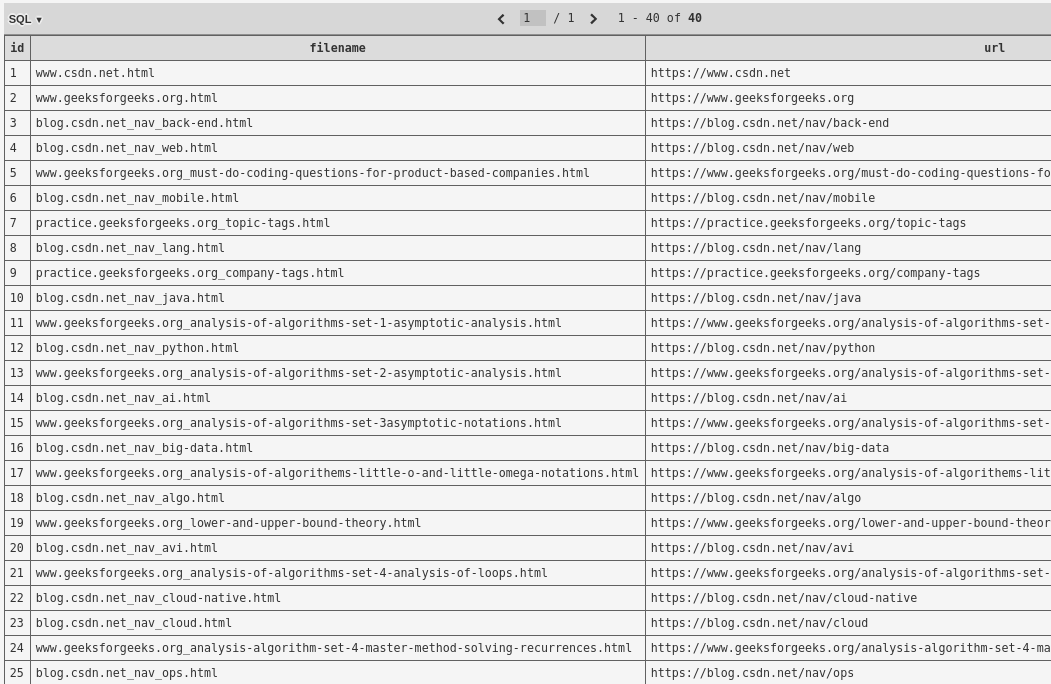 SQL ▼ 1 / 1 1 - 40 of 40
id filename url
1 www.csdn.net.html https://www.csdn.net
2 www.geeksforgeeks.org.html https://www.geeksforgeeks.org
3 blog.csdn.net_nav_back-end.html https://blog.csdn.net/nav/back-end
4 blog.csdn.net_nav_web.html https://blog.csdn.net/nav/web
5 www.geeksforgeeks.org_must-do-coding-questions-for-product-based-companies.html https://www.geeksforgeeks.org/must-do-coding-questions-fo
6 blog.csdn.net_nav_mobile.html https://blog.csdn.net/nav/mobile
7 practice.geeksforgeeks.org_topic-tags.html https://practice.geeksforgeeks.org/topic-tags
8 blog.csdn.net_nav_lang.html https://blog.csdn.net/nav/lang
9 practice.geeksforgeeks.org_company-tags.html https://practice.geeksforgeeks.org/company-tags
10 blog.csdn.net_nav_java.html https://blog.csdn.net/nav/java
11 www.geeksforgeeks.org_analysis-of-algorithms-set-1-asymptotic-analysis.html https://www.geeksforgeeks.org/analysis-of-algorithms-set-
12 blog.csdn.net_nav_python.html https://blog.csdn.net/nav/python
13 www.geeksforgeeks.org_analysis-of-algorithms-set-2-asymptotic-analysis.html https://www.geeksforgeeks.org/analysis-of-algorithms-set-
14 blog.csdn.net_nav_ai.html https://blog.csdn.net/nav/ai
15 www.geeksforgeeks.org_analysis-of-algorithms-set-3asymptotic-notations.html https://www.geeksforgeeks.org/analysis-of-algorithms-set-
16 blog.csdn.net_nav_big-data.html https://blog.csdn.net/nav/big-data
17 www.geeksforgeeks.org_analysis-of-algorithems-little-o-and-little-omega-notations.html https://www.geeksforgeeks.org/analysis-of-algorithems-lit
18 blog.csdn.net_nav_algo.html https://blog.csdn.net/nav/algo
19 www.geeksforgeeks.org_lower-and-upper-bound-theory.html https://www.geeksforgeeks.org/lower-and-upper-bound-theor
20 blog.csdn.net_nav_avi.html https://blog.csdn.net/nav/avi
21 www.geeksforgeeks.org_analysis-of-algorithms-set-4-analysis-of-loops.html https://www.geeksforgeeks.org/analysis-of-algorithms-set-
22 blog.csdn.net_nav_cloud-native.html https://blog.csdn.net/nav/cloud-native
23 blog.csdn.net_nav_cloud.html https://blog.csdn.net/nav/cloud
24 www.geeksforgeeks.org_analysis-algorithm-set-4-master-method-solving-recurrences.html https://www.geeksforgeeks.org/analysis-algorithm-set-4-ma
25 blog.csdn.net_nav_ops.html https://blog.csdn.net/nav/ops